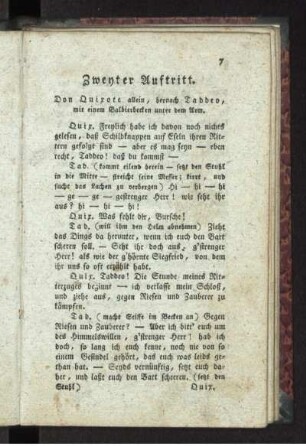 7
Zweyter Auftritt.
Don Quixote allein, hernach Taddeo,
mit einem Balbierbecken unter dem Arm.
Quix. Freylich habe ich davon noch nichts
gelesen, daß Schildknappen auf Eseln ihren Rit-
tern gefolgt sind — aber es mag seyn — eben
recht, Taddeo! daß du kommst —
Tad. (kommt eilend herein — setzt den Stuhl
in die Mitte — streicht seine Messer; kurz, und
sucht das Lachen zu verbergen) Hi — hi — hi
— ge — ge — gestrenger Herr! wie seht ihr
aus? hi — hi — hi!
Quix. Was fehlt dir, Bursche!
Tad. (will ihm den Helm abnehmen) Zieht
das Dings da herunter, wenn ich euch den Bart
scheren soll. — Seht ihr doch aus, g'strenger
Herr! als wie der g'hörnte Siegfried, von dem
ihr uns so oft erzählt habt.
Quix. Taddeo! Die Stunde meines Rit-
terzuges beginnt — ich verlasse mein Schloß,
und ziehe aus, gegen Riesen und Zauberer zu
kämpfen.
Tad. (macht Seife im Becken an) Gegen
Riesen und Zauberer? — Aber ich bitt' euch um
des Himmelswillen, g'strenger Herr! hab ich
doch, so lang ich euch kenne, noch nie von so
einem Gesindel gehört, das euch was leids ge-
than hat. — Seyds vernünftig, setzt euch da-
her, und laßt euch den Bart scheren. (setzt den
Stuhl)
Quix.